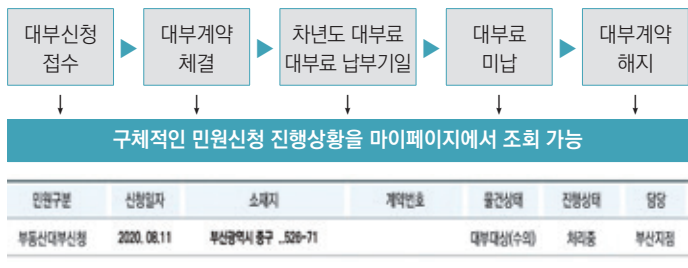 대부신청
접수
대부계약
체결
차년도 대부료
대부료 납부기일
대부료
미납
대부계약
해지
구체적인 민원신청 진행상황을 마이페이지에서 조회 가능
민원구분 신청일자 소재지 계약번호 물건상태 진행상태 담당
부동산대부신청 2020. 08.11 부산광역시 중구 ...526-71 대부대상(수의) 처리중 부산지점